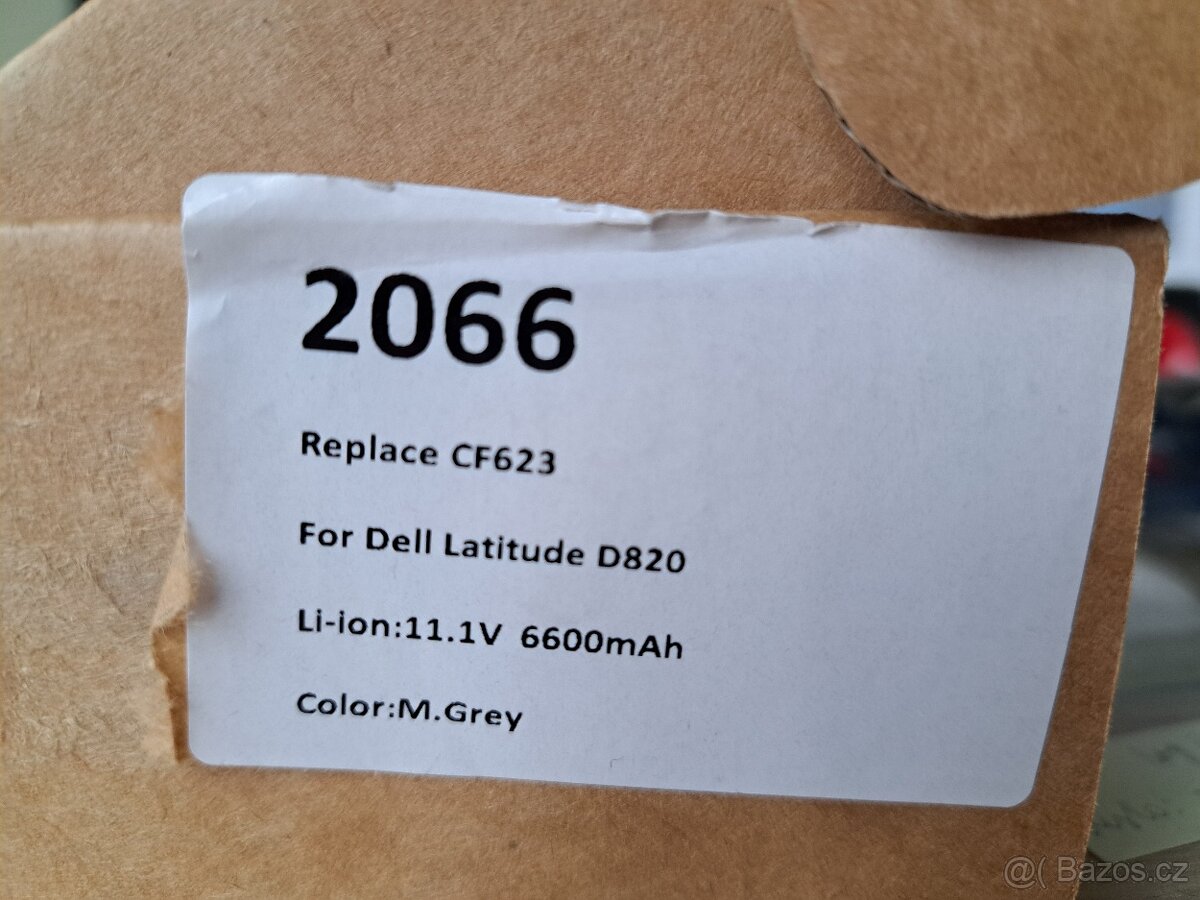 2066
Replace CF623
For Dell Latitude D820
Li-ion:11.1V 6600mAh
Color:M.Grey
@( Bazos.cz